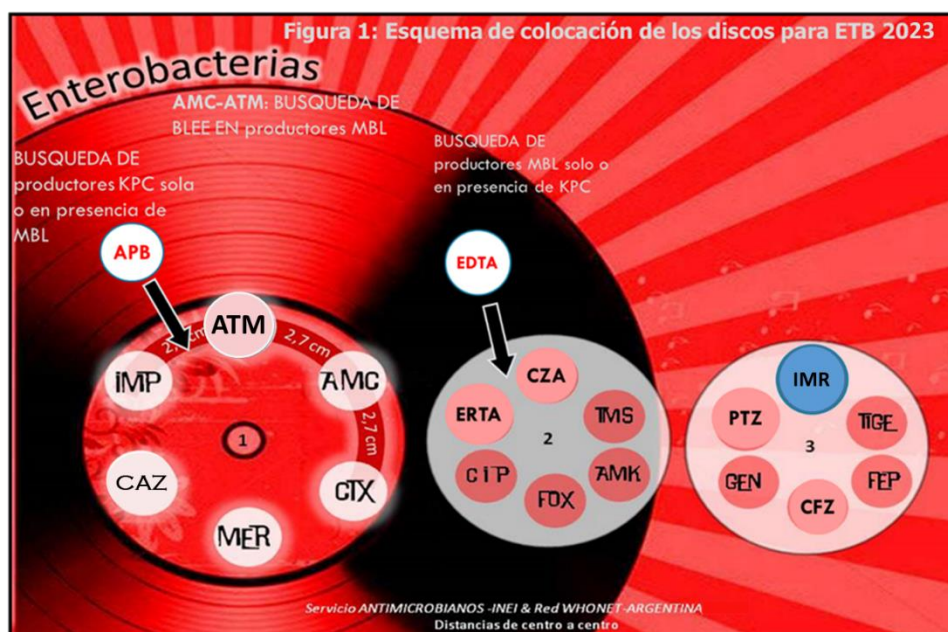 Figura 1: Esquema de colocación de los discos para ETB 2023
Enterobacterias
AMC-ATM: BUSQUEDA DE
BLEE EN productores MBL
BUSQUEDA DE
productores KPC sola
o en presencia de
MBL
BUSQUEDA DE
productores MBL solo o
en presencia de KPC
APB
EDTA
ATM
2,7 cm
IMP
AMC
2,7 cm
1
CAZ
CTX
MER
CZA
ERTA
TMS
2
CIP
AMK
FOX
IMR
PTZ
TIGE
3
GEN
FEP
CFZ
Servicio ANTIMICROBIANOS -INEI & Red WHONET-ARGENTINA
Distancias de centro a centro